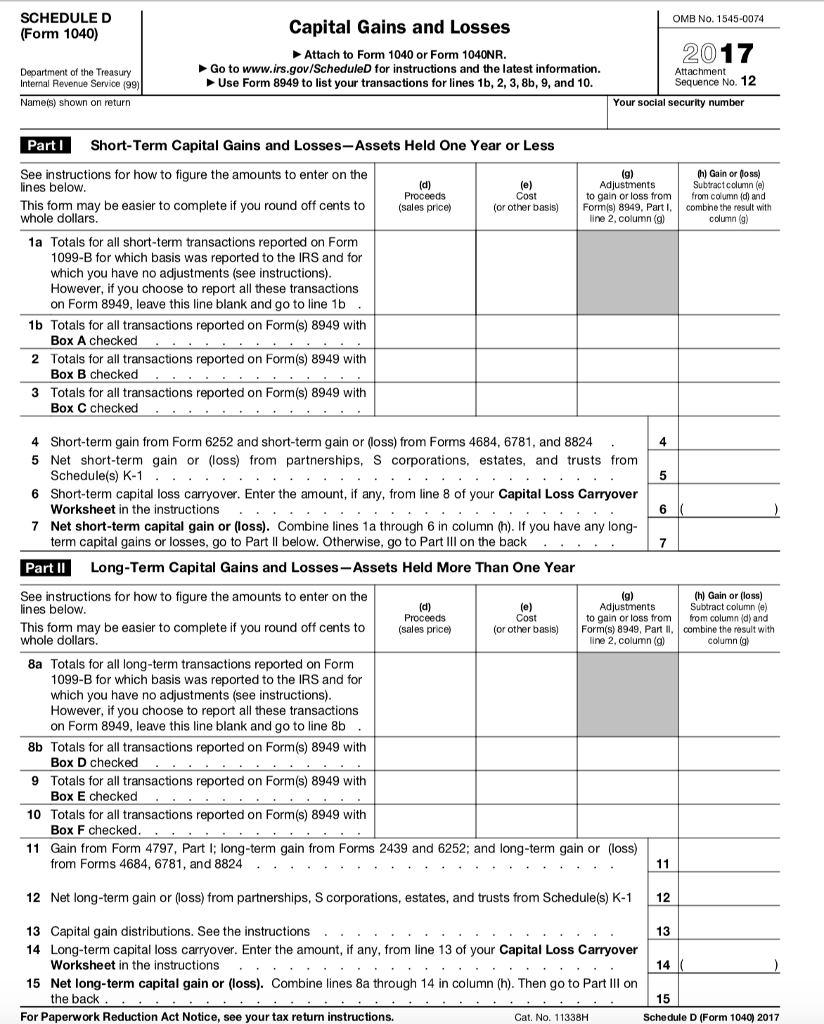 SCHEDULE D
(Form 1040)
Department of the Treasury
Internal Revenue Service (99)
Capital Gains and Losses
▶ Attach to Form 1040 or Form 1040NR.
▶ Go to www.irs.gov/ScheduleD for instructions and the latest information.
▶ Use Form 8949 to list your transactions for lines 1b, 2, 3, 8b, 9, and 10.
OMB No. 1545-0074
2017
Attachment
Sequence No. 12
Name(s) shown on return
Your social security number
Part I Short-Term Capital Gains and Losses—Assets Held One Year or Less
See instructions for how to figure the amounts to enter on the
lines below.
This form may be easier to complete if you round off cents to
whole dollars.
(d)
Proceeds
(sales price)
(e)
Cost
(or other basis)
(g)
Adjustments
to gain or loss from
Form(s) 8949, Part I,
line 2, column (g)
(h) Gain or (loss)
Subtract column (e)
from column (d) and
combine the result with
column (g)
1a Totals for all short-term transactions reported on Form
1099-B for which basis was reported to the IRS and for
which you have no adjustments (see instructions).
However, if you choose to report all these transactions
on Form 8949, leave this line blank and go to line 1b .
1b Totals for all transactions reported on Form(s) 8949 with
Box A checked . . . . . . . . . . . . .
2 Totals for all transactions reported on Form(s) 8949 with
Box B checked . . . . . . . . . . . . .
3 Totals for all transactions reported on Form(s) 8949 with
Box C checked . . . . . . . . . . . . .
4 Short-term gain from Form 6252 and short-term gain or (loss) from Forms 4684, 6781, and 8824 . 4
5 Net short-term gain or (loss) from partnerships, S corporations, estates, and trusts from
Schedule(s) K-1 . . . . . . . . . . . . . . . . . . . . . . . . . 5
6 Short-term capital loss carryover. Enter the amount, if any, from line 8 of your Capital Loss Carryover
Worksheet in the instructions . . . . . . . . . . . . . . . . . . . . . 6 ( )
7 Net short-term capital gain or (loss). Combine lines 1a through 6 in column (h). If you have any long-
term capital gains or losses, go to Part II below. Otherwise, go to Part III on the back . . . . . 7
Part II Long-Term Capital Gains and Losses—Assets Held More Than One Year
See instructions for how to figure the amounts to enter on the
lines below.
This form may be easier to complete if you round off cents to
whole dollars.
(d)
Proceeds
(sales price)
(e)
Cost
(or other basis)
(g)
Adjustments
to gain or loss from
Form(s) 8949, Part II,
line 2, column (g)
(h) Gain or (loss)
Subtract column (e)
from column (d) and
combine the result with
column (g)
8a Totals for all long-term transactions reported on Form
1099-B for which basis was reported to the IRS and for
which you have no adjustments (see instructions).
However, if you choose to report all these transactions
on Form 8949, leave this line blank and go to line 8b .
8b Totals for all transactions reported on Form(s) 8949 with
Box D checked . . . . . . . . . . . . .
9 Totals for all transactions reported on Form(s) 8949 with
Box E checked . . . . . . . . . . . . .
10 Totals for all transactions reported on Form(s) 8949 with
Box F checked. . . . . . . . . . . . . .
11 Gain from Form 4797, Part I; long-term gain from Forms 2439 and 6252; and long-term gain or (loss)
from Forms 4684, 6781, and 8824 . . . . . . . . . . . . . . . . . . . . 11
12 Net long-term gain or (loss) from partnerships, S corporations, estates, and trusts from Schedule(s) K-1 12
13 Capital gain distributions. See the instructions . . . . . . . . . . . . . . . . 13
14 Long-term capital loss carryover. Enter the amount, if any, from line 13 of your Capital Loss Carryover
Worksheet in the instructions . . . . . . . . . . . . . . . . . . . . . 14 ( )
15 Net long-term capital gain or (loss). Combine lines 8a through 14 in column (h). Then go to Part III on
the back . . . . . . . . . . . . . . . . . . . . . . . . . . . 15
For Paperwork Reduction Act Notice, see your tax return instructions. Cat. No. 11338H Schedule D (Form 1040) 2017